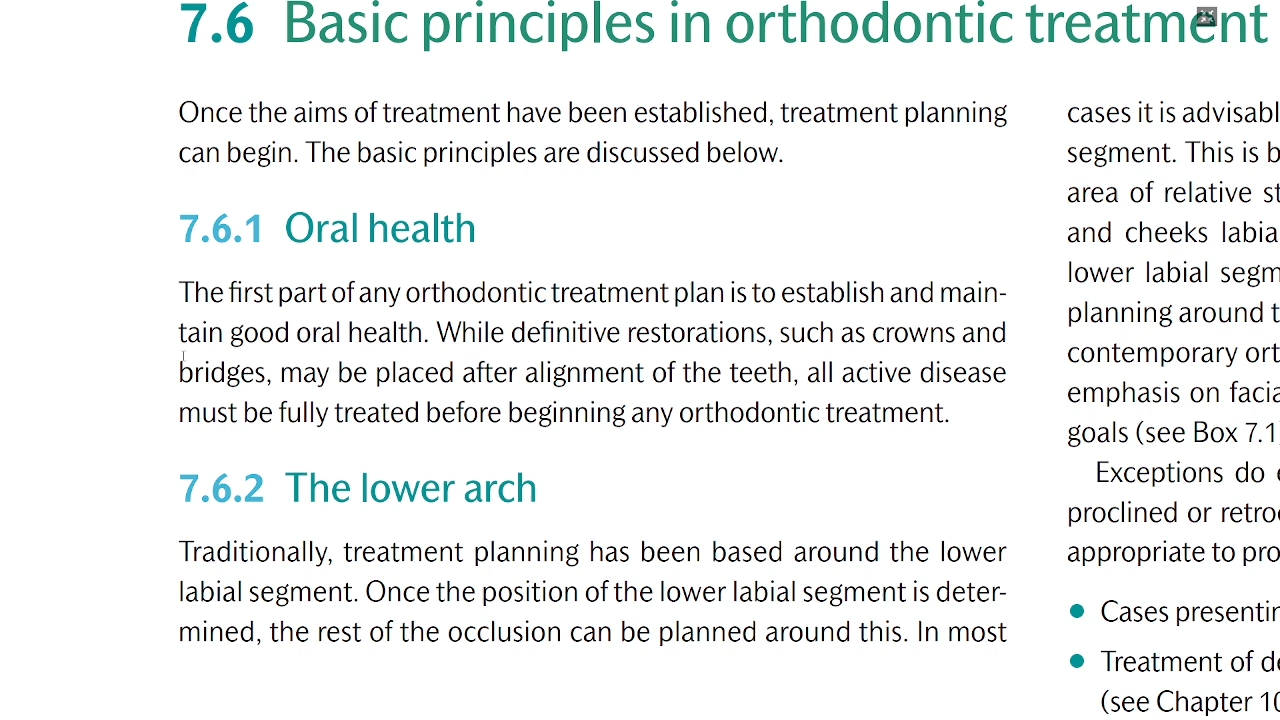 7.6 Basic principles in orthodontic treatment
Once the aims of treatment have been established, treatment planning
can begin. The basic principles are discussed below.
7.6.1 Oral health
The first part of any orthodontic treatment plan is to establish and main-
tain good oral health. While definitive restorations, such as crowns and
bridges, may be placed after alignment of the teeth, all active disease
must be fully treated before beginning any orthodontic treatment.
7.6.2 The lower arch
Traditionally, treatment planning has been based around the lower
labial segment. Once the position of the lower labial segment is deter-
mined, the rest of the occlusion can be planned around this. In most
cases it is
segment. This is
area of relative
and cheeks
lower labial
planning around
contemporary
emphasis on
goals (see Box 7.1
Exceptions do
proclined or
appropriate to
• Cases
• Treatment of
(see Chapter